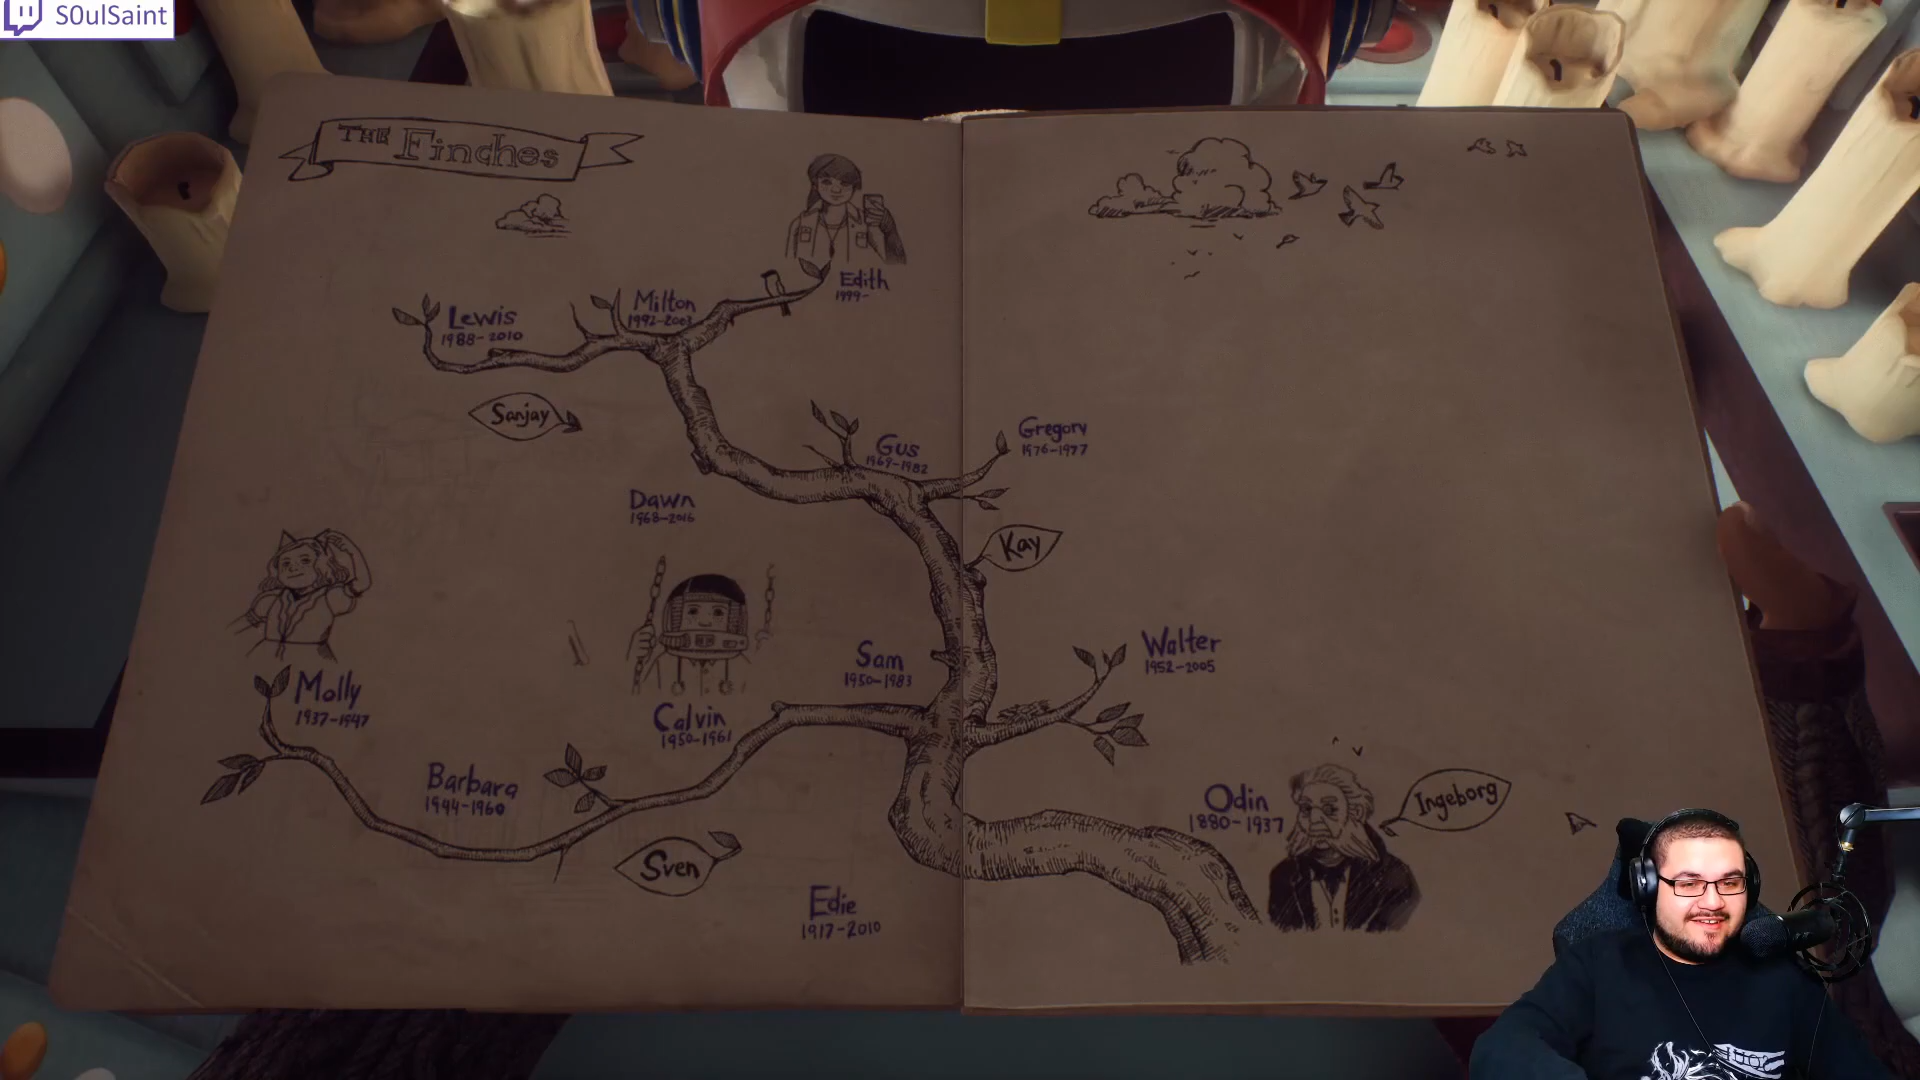 S0ulSaint
THE Finches
Edith
1999-
Lewis
1988-2010
Milton
1992-2003
Sanjay
Gus
1969-1982
Gregory
1976-1977
Dawn
1968-2016
Kay
Sam
1950-1983
Walter
1952-2005
Molly
1937-1947
Calvin
1950-1961
Barbara
1944-1960
Odin
1880-1937
Ingeborg
Sven
Edie
1917-2010